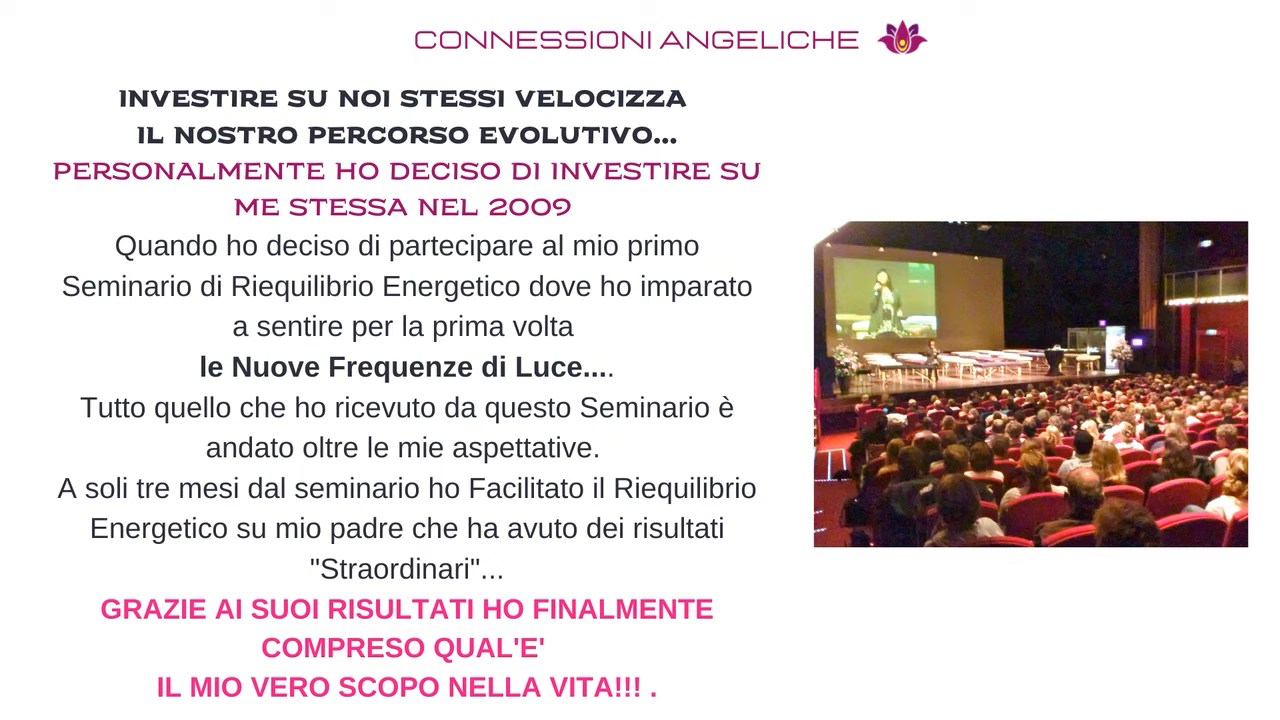 CONNESSIONI ANGELICHE
INVESTIRE SU NOI STESSI VELOCIZZA
IL NOSTRO PERCORSO EVOLUTIVO...
PERSONALMENTE HO DECISO DI INVESTIRE SU
ME STESSA NEL 2009
Quando ho deciso di partecipare al mio primo
Seminario di Riequilibrio Energetico dove ho imparato
a sentire per la prima volta
le Nuove Frequenze di Luce....
Tutto quello che ho ricevuto da questo Seminario è
andato oltre le mie aspettative.
A soli tre mesi dal seminario ho Facilitato il Riequilibrio
Energetico su mio padre che ha avuto dei risultati
"Straordinari"...
GRAZIE AI SUOI RISULTATI HO FINALMENTE
COMPRESO QUAL'E'
IL MIO VERO SCOPO NELLA VITA!!! .